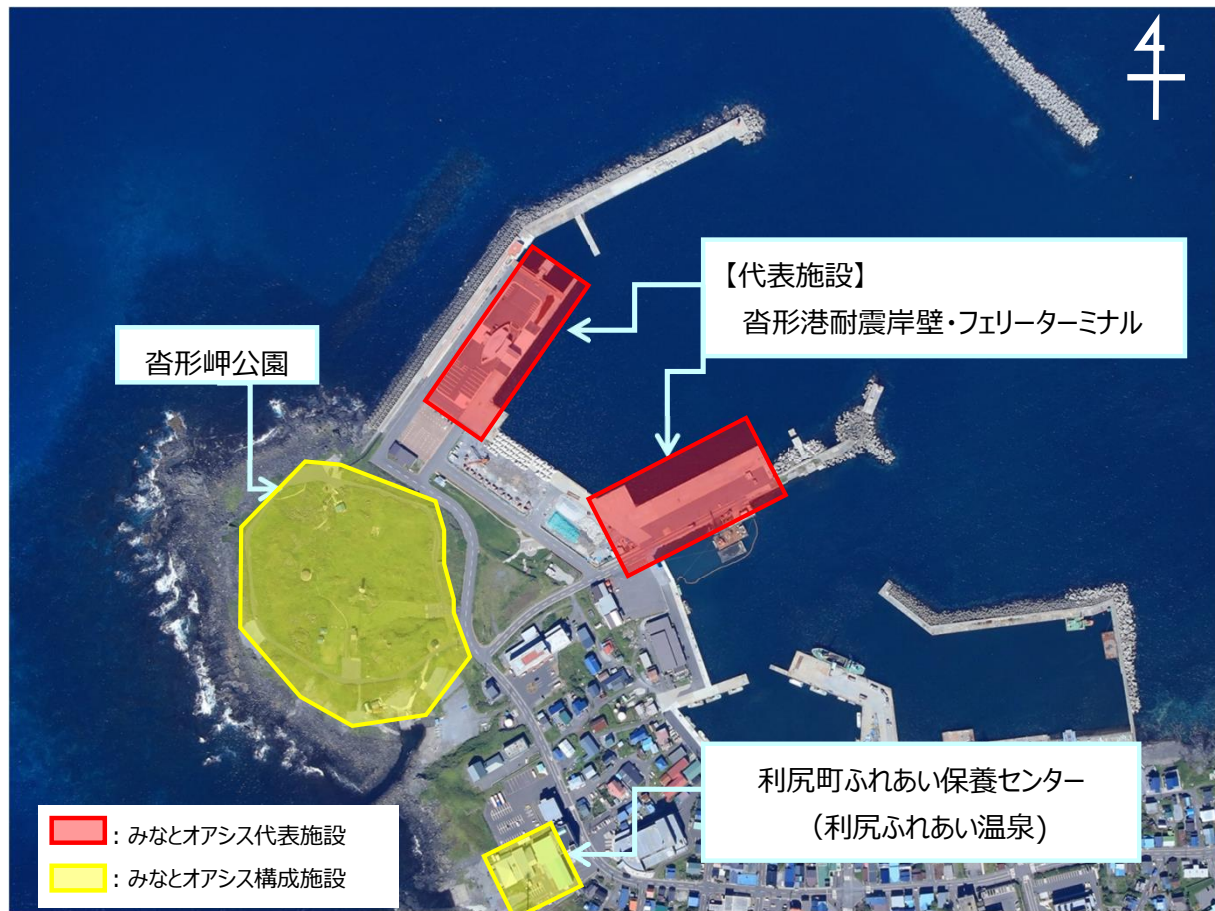 【代表施設】
沓形港耐震岸壁・フェリーターミナル
沓形岬公園
利尻町ふれあい保養センター
（利尻ふれあい温泉)
：みなとオアシス代表施設
：みなとオアシス構成施設